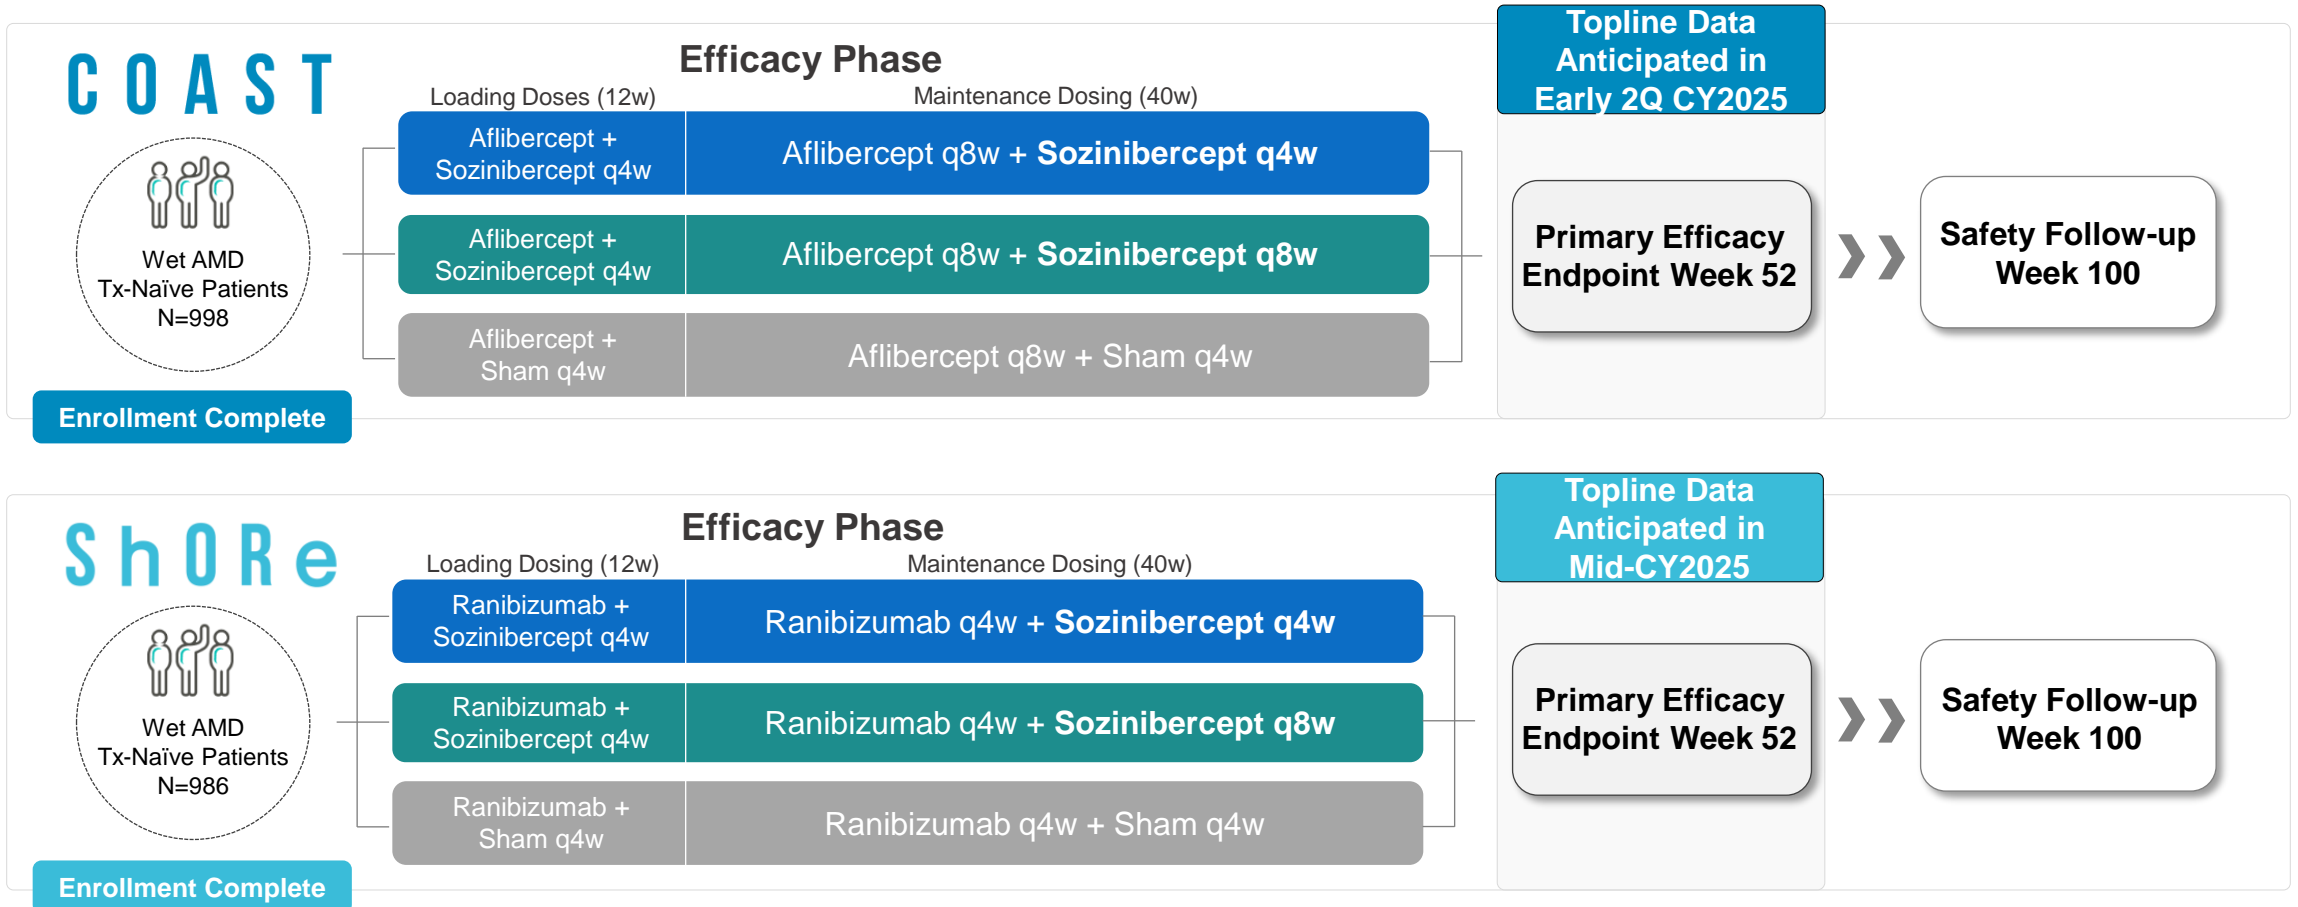 COAST
Efficacy Phase
Loading Doses (12w)
Maintenance Dosing (40w)
Topline Data
Anticipated in
Early 2Q CY2025
Wet AMD
Tx-Naïve Patients
N=998
Enrollment Complete
Aflibercept +
Sozinibercept q4w
Aflibercept q8w + Sozinibercept q4w
Aflibercept +
Sozinibercept q4w
Aflibercept q8w + Sozinibercept q8w
Aflibercept +
Sham q4w
Aflibercept q8w + Sham q4w
Primary Efficacy
Endpoint Week 52
Safety Follow-up
Week 100
ShORe
Efficacy Phase
Loading Dosing (12w)
Maintenance Dosing (40w)
Topline Data
Anticipated in
Mid-CY2025
Wet AMD
Tx-Naïve Patients
N=986
Enrollment Complete
Ranibizumab +
Sozinibercept q4w
Ranibizumab q4w + Sozinibercept q4w
Ranibizumab +
Sozinibercept q4w
Ranibizumab q4w + Sozinibercept q8w
Ranibizumab +
Sham q4w
Ranibizumab q4w + Sham q4w
Primary Efficacy
Endpoint Week 52
Safety Follow-up
Week 100